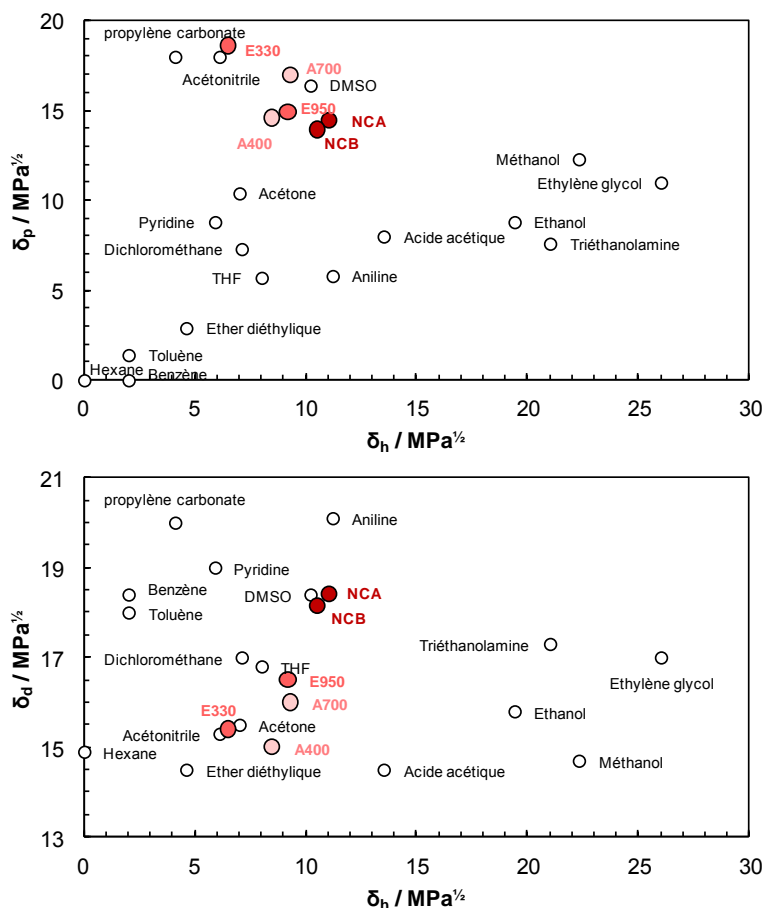 20
propylène carbonate
E330
Acétonitrile
A700
DMSO
15
E950
NCA
A400
NCB
Méthanol
Ethylène glycol
Acétone
10
Pyridine
Ethanol
Acide acétique
Dichlorométhane
Triéthanolamine
THF
Aniline
5
Ether diéthylique
Toluène
Hexane
Benzène
0
0 5 10 15 20 25 30
δp / MPa½
δh / MPa½
21
propylène carbonate
Aniline
19
Pyridine
Benzène
DMSO
NCA
Toluène
NCB
17
Dichlorométhane
THF
Triéthanolamine
E950
Ethylène glycol
A700
E330
Ethanol
Acétonitrile
Acétone
15
Hexane
A400
Méthanol
Ether diéthylique
Acide acétique
13
0 5 10 15 20 25 30
δd / MPa½
δh / MPa½